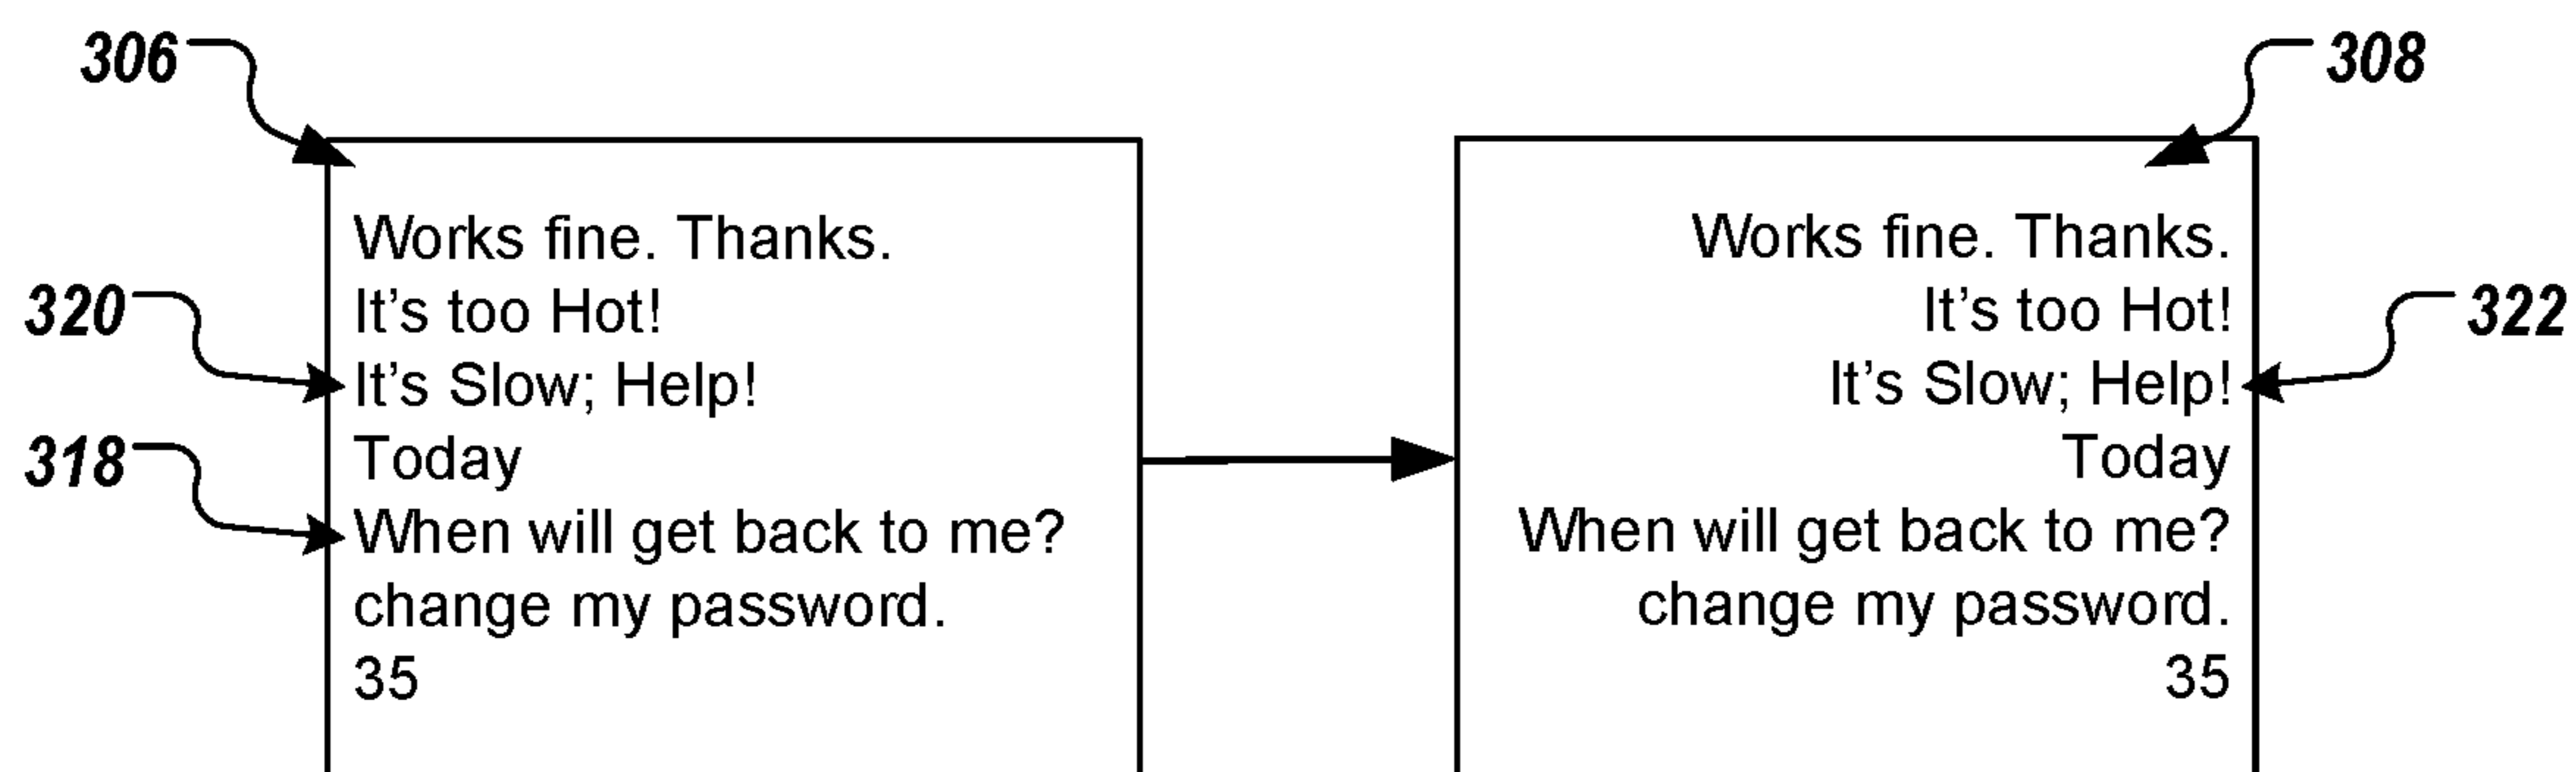 306
308
Works fine. Thanks.
It's too Hot!
320
It's Slow; Help!
Today
318
When will get back to me?
change my password.
35
Works fine. Thanks.
It's too Hot!
322
It's Slow; Help!
Today
When will get back to me?
change my password.
35